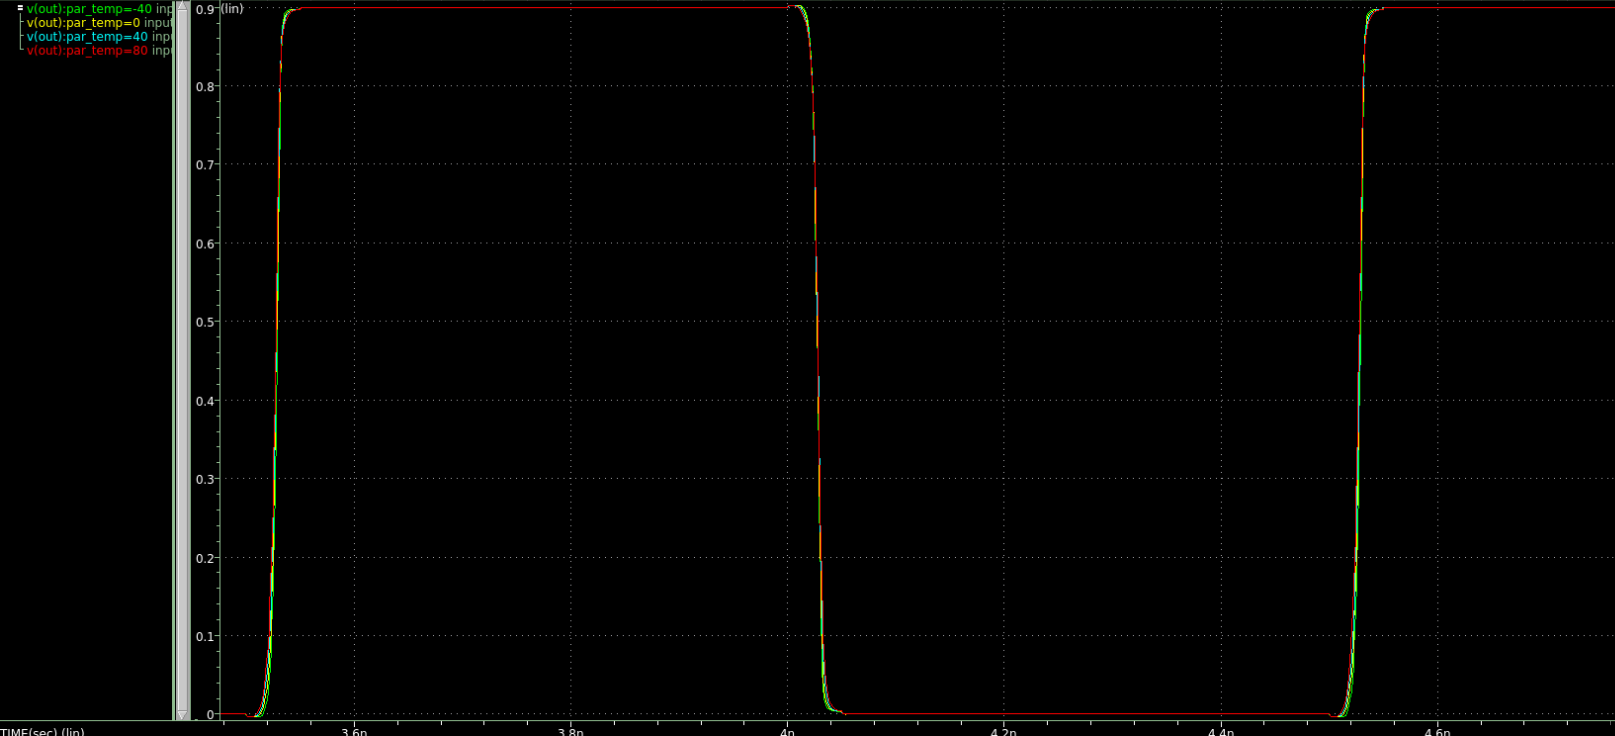 v(out):par_temp=-40 inp
v(out):par_temp=0 input
v(out):par_temp=40 inpu
v(out):par_temp=80 inpu
(lin)
0.9
0.8
0.7
0.6
0.5
0.4
0.3
0.2
0.1
0
TIME(sec) (lin)
3.6n 3.8n 4n 4.2n 4.4n 4.6n